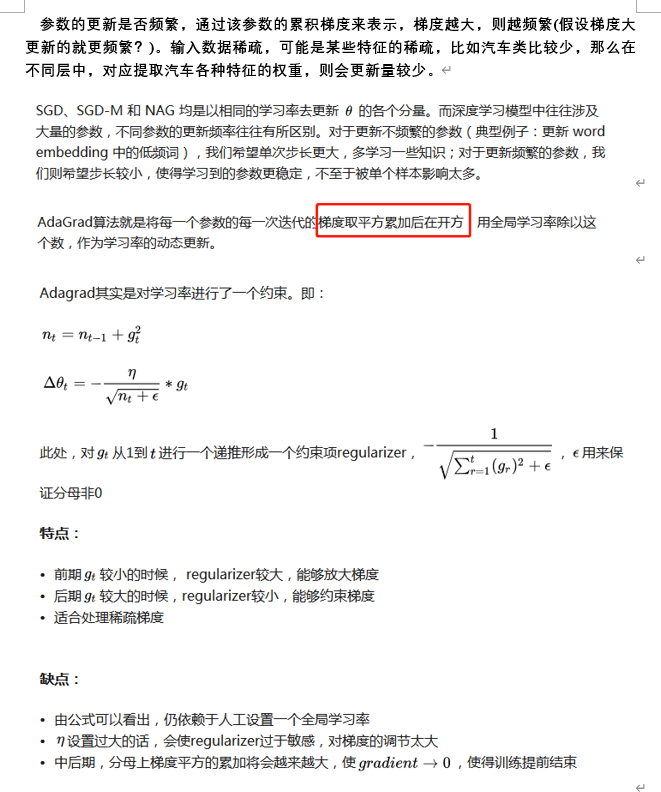 参数的更新是否频繁，通过该参数的累积梯度来表示，梯度越大，则越频繁(假设梯度大
更新的就更频繁？)。输入数据稀疏，可能是某些特征的稀疏，比如汽车类比较少，那么在
不同层中，对应提取汽车各种特征的权重，则会更新量较少。
SGD、SGD-M 和 NAG 均是以相同的学习率去更新 θ 的各个分量。而深度学习模型中往往涉及
大量的参数，不同参数的更新频率往往有所区别。对于更新不频繁的参数（典型例子：更新 word
embedding 中的低频词），我们希望单次步长更大，多学习一些知识；对于更新频繁的参数，我
们则希望步长较小，使得学习到的参数更稳定，不至于被单个样本影响太多。
AdaGrad算法就是将每一个参数的每一次迭代的梯度取平方累加后在开方 用全局学习率除以这
个数，作为学习率的动态更新。
Adagrad其实是对学习率进行了一个约束。即：
n_t = n_{t−1} + g_t^2
Δθ_t = −\frac{η}{\sqrt{n_t + ϵ}} * g_t
此处，对 g_t 从1到 t 进行一个递推形成一个约束项regularizer，−\frac{1}{\sqrt{\sum_{r=1}^{t}(g_r)^2 + ϵ}}，ϵ 用来保
证分母非0
特点：
• 前期 g_t 较小的时候， regularizer较大，能够放大梯度
• 后期 g_t 较大的时候，regularizer较小，能够约束梯度
• 适合处理稀疏梯度
缺点：
• 由公式可以看出，仍依赖于人工设置一个全局学习率
• η 设置过大的话，会使regularizer过于敏感，对梯度的调节太大
• 中后期，分母上梯度平方的累加将会越来越大，使 gradient → 0 ，使得训练提前结束